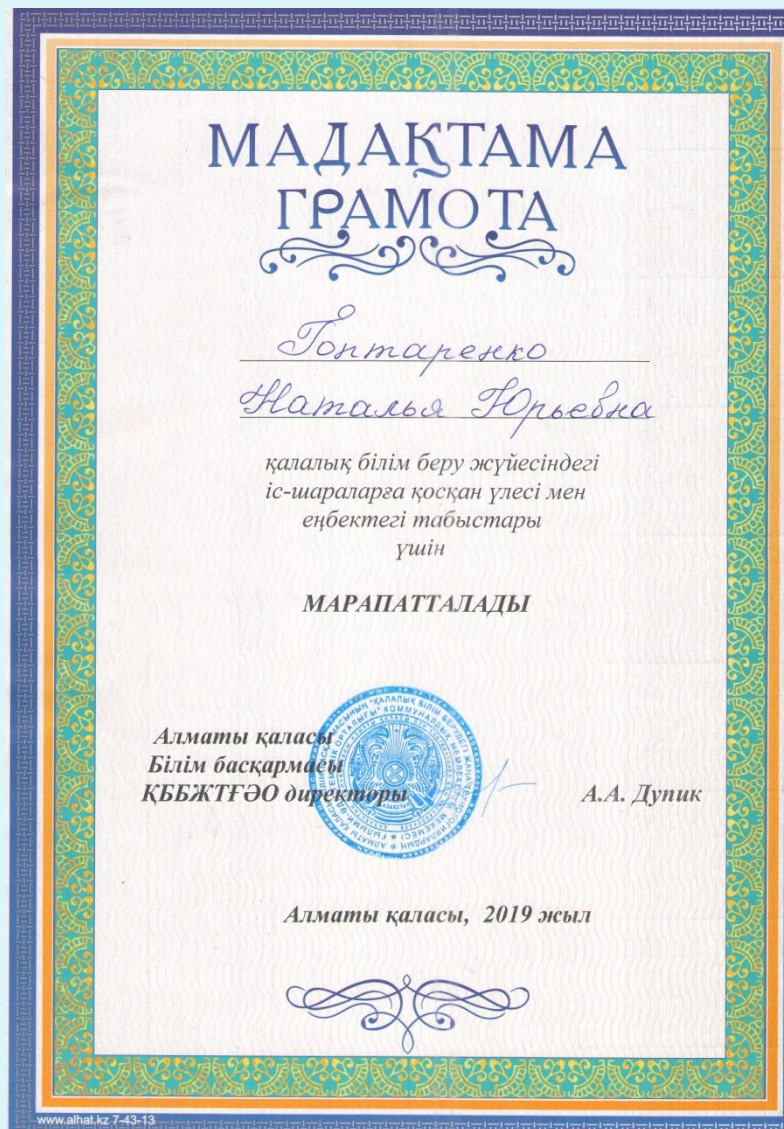 МАДАҚТАМА
ГРАМОТА
Гоптаренко
Наталья Юрьевна
қалалық білім беру жүйесіндегі
іс-шараларға қосқан үлесі мен
еңбектегі табыстары
үшін
МАРАПАТТАЛАДЫ
Алматы қаласы
Білім басқармасы
ҚББЖТҒӘО директоры А.А. Дупик
Алматы қаласы, 2019 жыл
www.alhat.kz 7-43-13